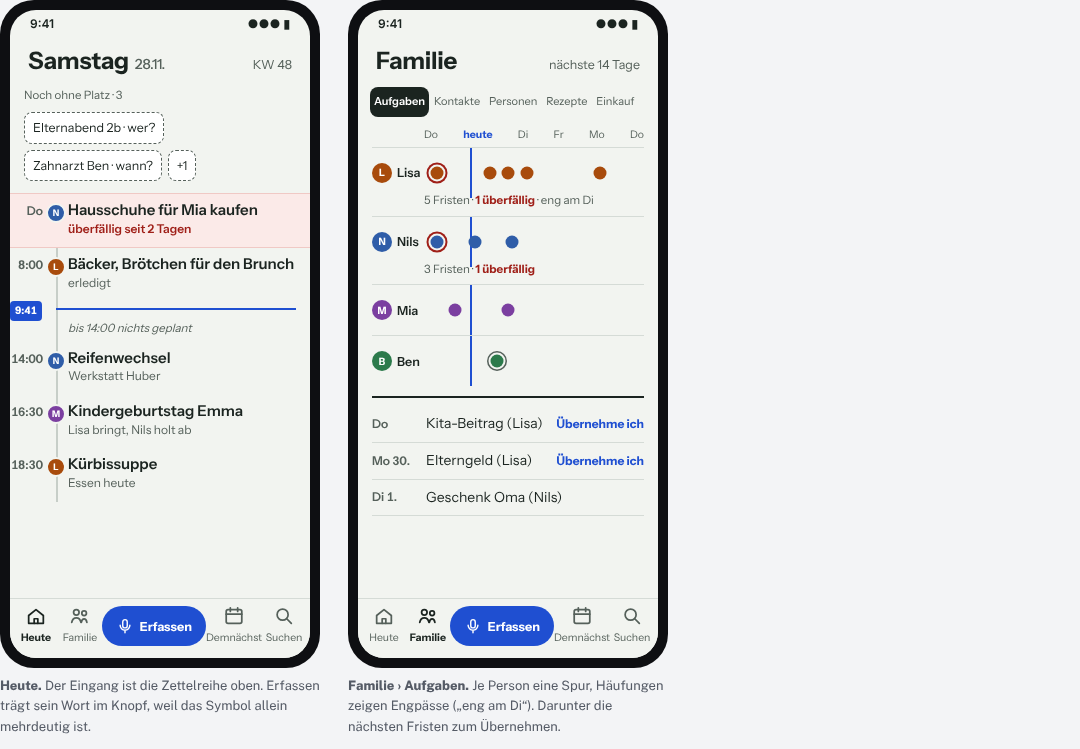 9:41
Samstag 28.11. KW 48
Noch ohne Platz · 3
Elternabend 2b · wer?
Zahnarzt Ben · wann? +1
Do N Hausschuhe für Mia kaufen
überfällig seit 2 Tagen
8:00 L Bäcker, Brötchen für den Brunch
erledigt
9:41
bis 14:00 nichts geplant
14:00 N Reifenwechsel
Werkstatt Huber
16:30 M Kindergeburtstag Emma
Lisa bringt, Nils holt ab
18:30 L Kürbissuppe
Essen heute
Heute Familie Erfassen Demnächst Suchen
Heute. Der Eingang ist die Zettelreihe oben. Erfassen
trägt sein Wort im Knopf, weil das Symbol allein
mehrdeutig ist.
9:41
Familie nächste 14 Tage
Aufgaben Kontakte Personen Rezepte Einkauf
Do heute Di Fr Mo Do
L Lisa
5 Fristen · 1 überfällig · eng am Di
N Nils
3 Fristen · 1 überfällig
M Mia
B Ben
Do Kita-Beitrag (Lisa) Übernehme ich
Mo 30. Elterngeld (Lisa) Übernehme ich
Di 1. Geschenk Oma (Nils)
Heute Familie Erfassen Demnächst Suchen
Familie › Aufgaben. Je Person eine Spur, Häufungen
zeigen Engpässe („eng am Di“). Darunter die
nächsten Fristen zum Übernehmen.